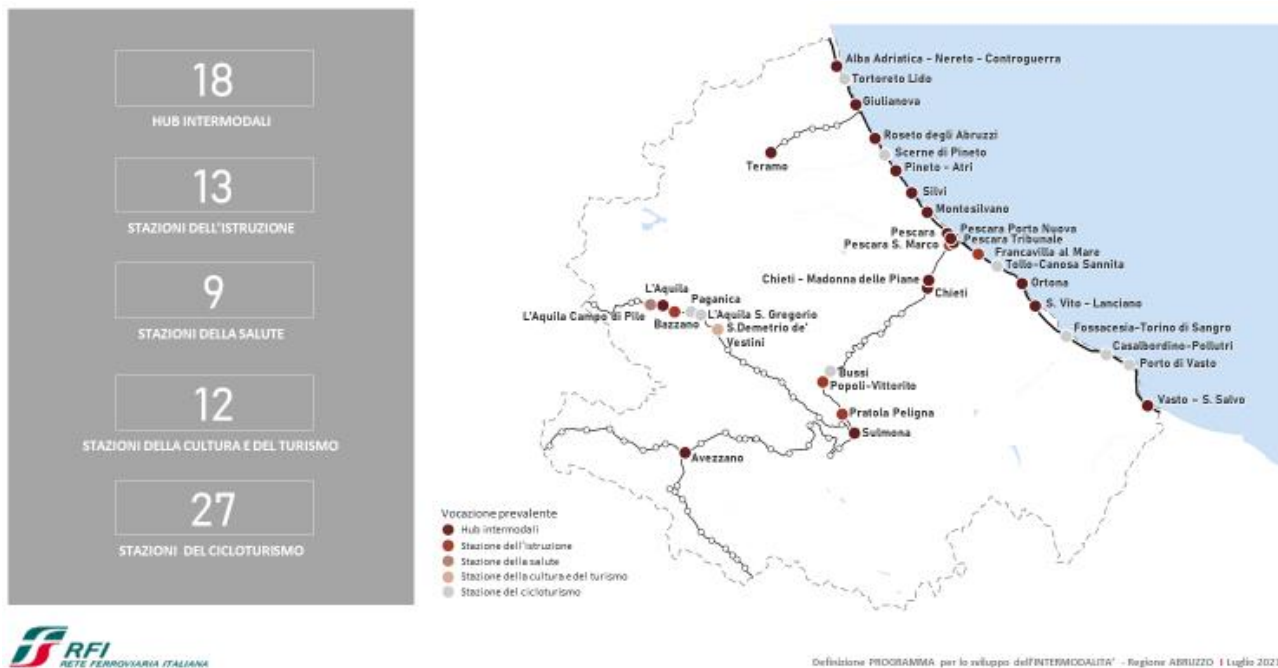 18
HUB INTERMODALI
13
STAZIONI DELL'ISTRUZIONE
9
STAZIONI DELLA SALUTE
12
STAZIONI DELLA CULTURA E DEL TURISMO
27
STAZIONI DEL CICLOTURISMO
Alba Adriatica - Nereto - Controguerra
Tortoreto Lido
Giulianova
Roseto degli Abruzzi
Scerne di Pineto
Teramo
Pineto - Atri
Silvi
Montesilvano
Pescara
Pescara Porta Nuova
Pescara Tribunale
Pescara S. Marco
Francavilla al Mare
Tollo-Canosa Sannita
Chieti - Madonna delle Piane
Chieti
Ortona
L'Aquila
Paganica
S. Vito - Lanciano
L'Aquila Campo di Pile
Bazzano
L'Aquila S. Gregorio
S.Demetrio de'
Vestini
Fossacesia-Torino di Sangro
Casalbordino-Pollutri
Porto di Vasto
Bussi
Popoli-Vittorito
Vasto - S. Salvo
Pratola Peligna
Sulmona
Avezzano
Vocazione prevalente
Hub intermodali
Stazione dell'istruzione
Stazione della salute
Stazione della cultura e del turismo
Stazione del cicloturismo
RFI
RETE FERROVIARIA ITALIANA
Definizione PROGRAMMA per lo sviluppo dell'INTERMODALITA' - Regione ABRUZZO I Luglio